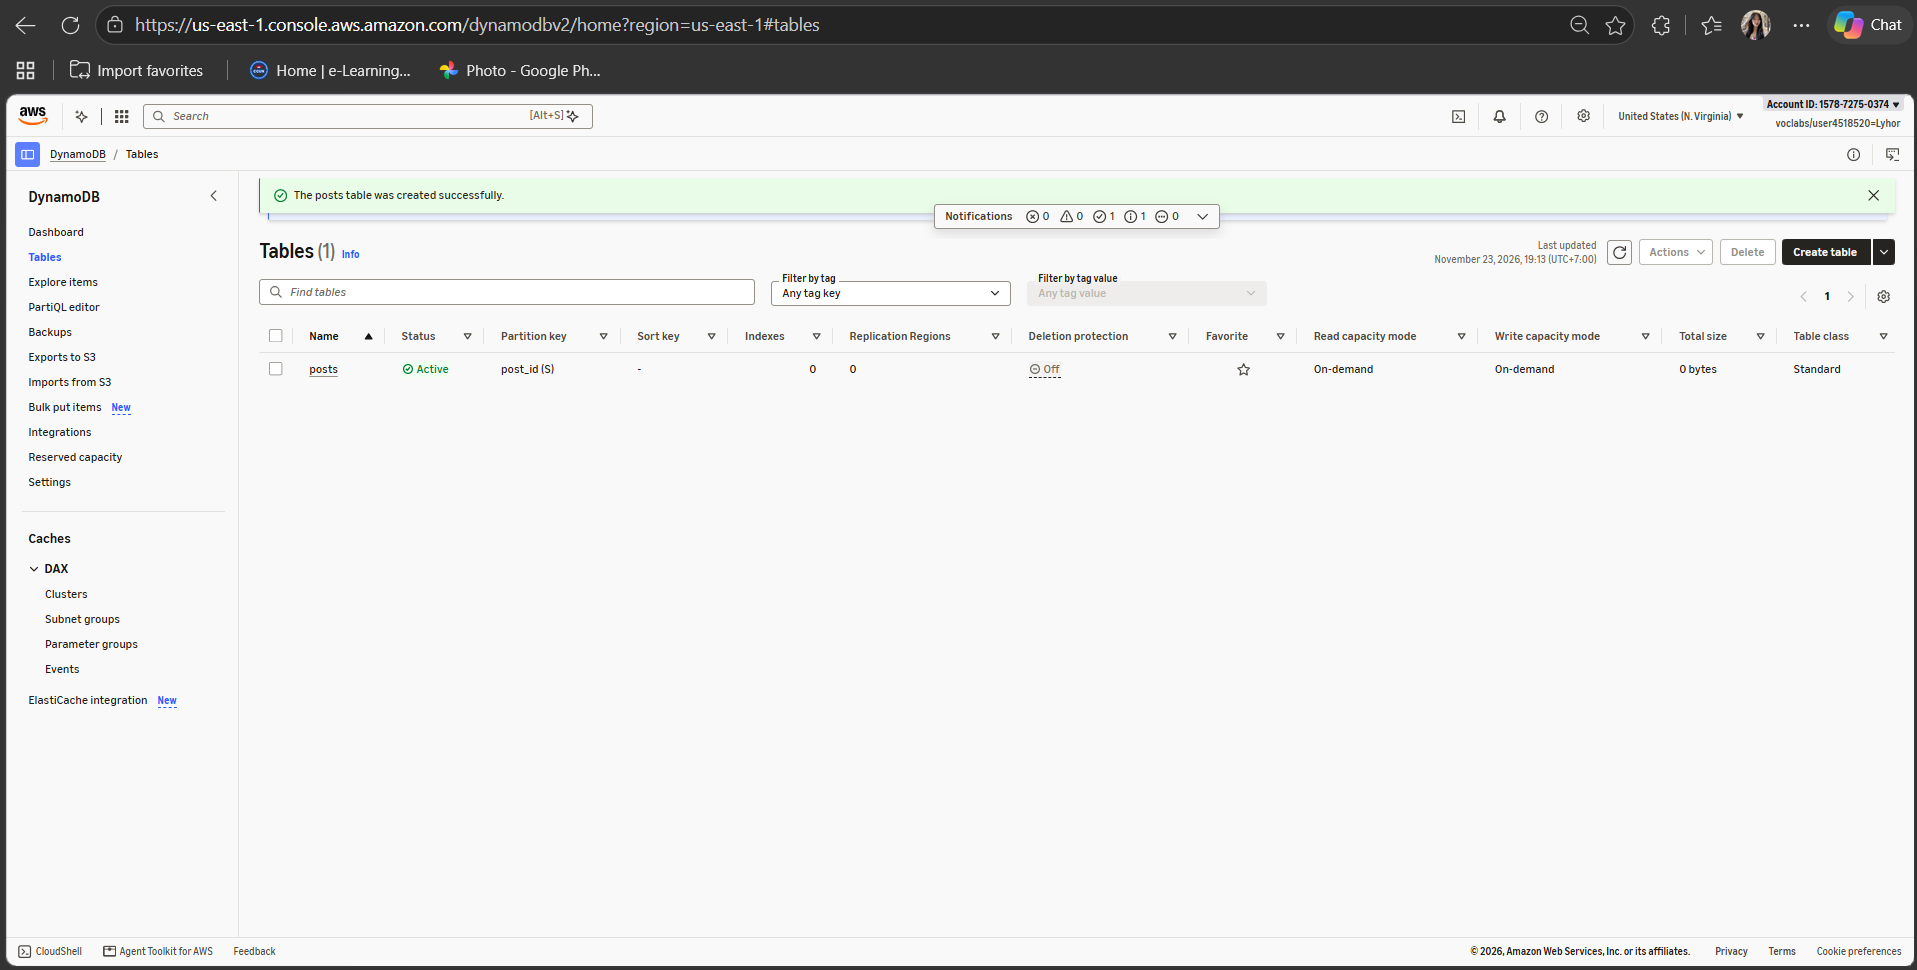 https://us-east-1.console.aws.amazon.com/dynamodbv2/home?region=us-east-1#tables
Chat
Import favorites
Home | e-Learning...
Photo - Google Ph...
aws
Search
[Alt+S]
United States (N. Virginia)
Account ID: 1578-7275-0374
voclabs/user4518520=Lyhor
DynamoDB / Tables
DynamoDB
Dashboard
Tables
Explore items
PartiQL editor
Backups
Exports to S3
Imports from S3
Bulk put items New
Integrations
Reserved capacity
Settings
Caches
DAX
Clusters
Subnet groups
Parameter groups
Events
ElastiCache integration New
The posts table was created successfully.
Notifications 0 0 1 1 0
Tables (1) Info
Last updated
November 23, 2026, 19:13 (UTC+7:00)
Actions
Delete
Create table
Find tables
Filter by tag
Any tag key
Filter by tag value
Any tag value
1
Name Status Partition key Sort key Indexes Replication Regions Deletion protection Favorite Read capacity mode Write capacity mode Total size Table class
posts Active post_id (S) - 0 0 Off On-demand On-demand 0 bytes Standard
CloudShell Agent Toolkit for AWS Feedback
© 2026, Amazon Web Services, Inc. or its affiliates. Privacy Terms Cookie preferences